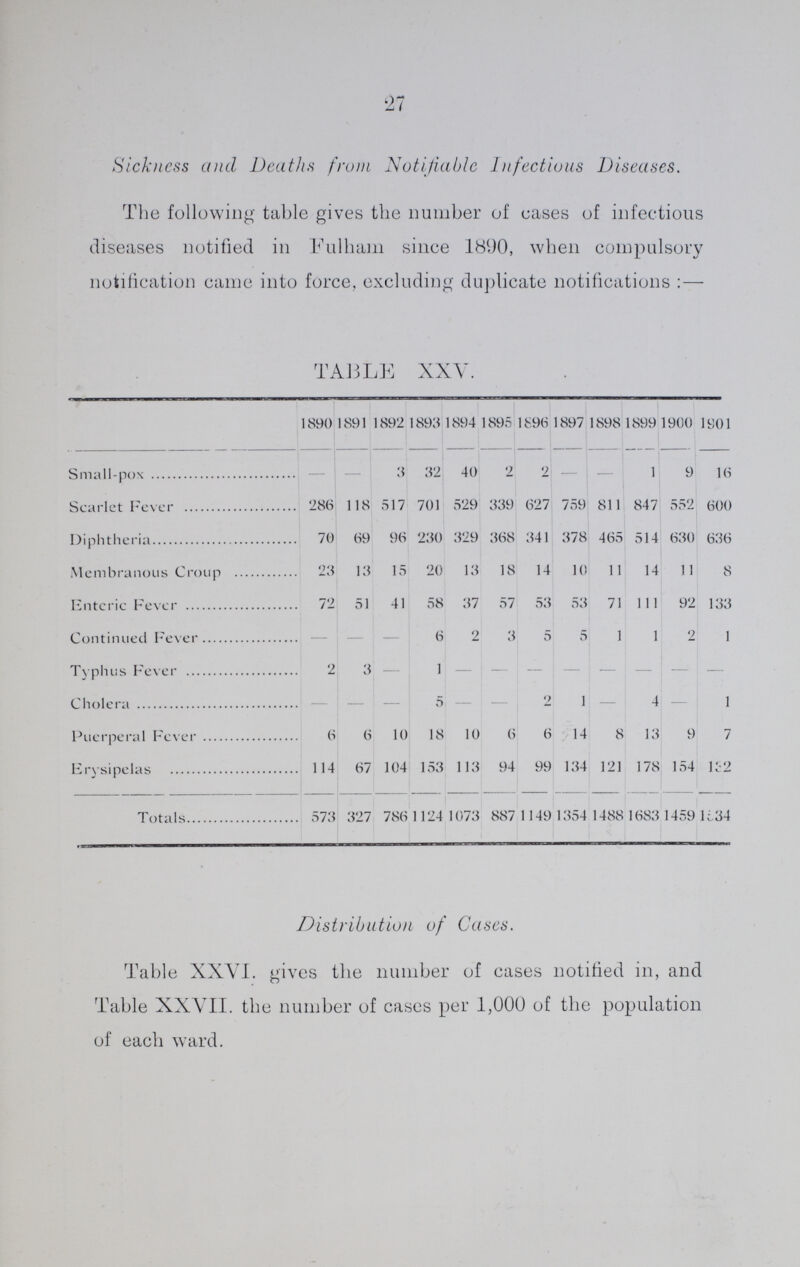 27
Sickness and Deaths from Notifiable Infectious Diseases.
The following table gives the number of cases of infectious
diseases notified in Fulham since 1890, when compulsory
notification came into force, excluding duplicate notifications :—
TABLE XXV.
1890 1891 1892 1893 1894 1895 1896 1897 1898 1899 1900 1901
Small-pox — — 3 32 40 2 2 — — 1 9 16
Scarlet Fever 286 118 517 701 529 339 627 759 811 847 552 600
Diphtheria 70 69 96 230 329 368 341 378 465 514 630 636
Membranous Croup 23 13 15 20 13 18 14 10 11 14 11 8
Enteric Fever 72 51 41 58 37 57 53 53 71 111 92 133
Continued Fever — — — 6 2 3 5 5 1 1 2 1
Typhus Fever 2 3 — 1 — — — — — — — —
Cholera — — — 5 — — 2 1 — 4 — 1
Puerperal Fever 6 6 10 18 10 6 6 14 8 13 9 7
Erysipelas 114 67 104 153 113 94 99 134 121 178 154 132
Totals 573 327 786 1124 1073 887 1149 1354 1488 1683 1459 1534
Distribution of Cases.
Table XXVI. gives the number of cases notified in, and
Table XXVII. the number of cases per 1,000 of the population
of each ward.